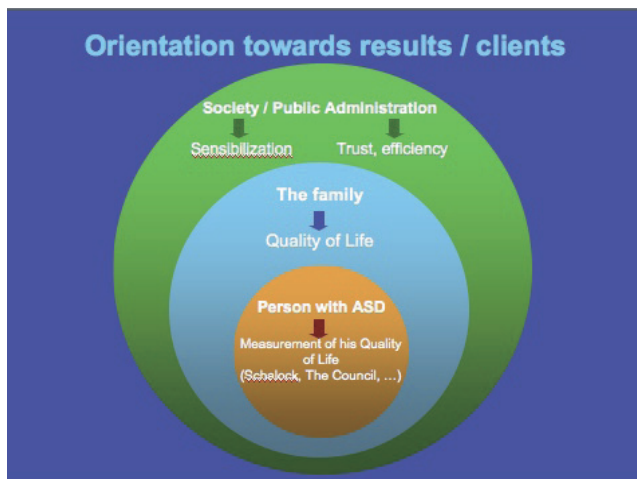 Orientation towards results / clients
Society / Public Administration
Sensibilization Trust, efficiency
The family
Quality of Life
Person with ASD
Measurement of his Quality
of Life
(Schalock, The Council, ...)